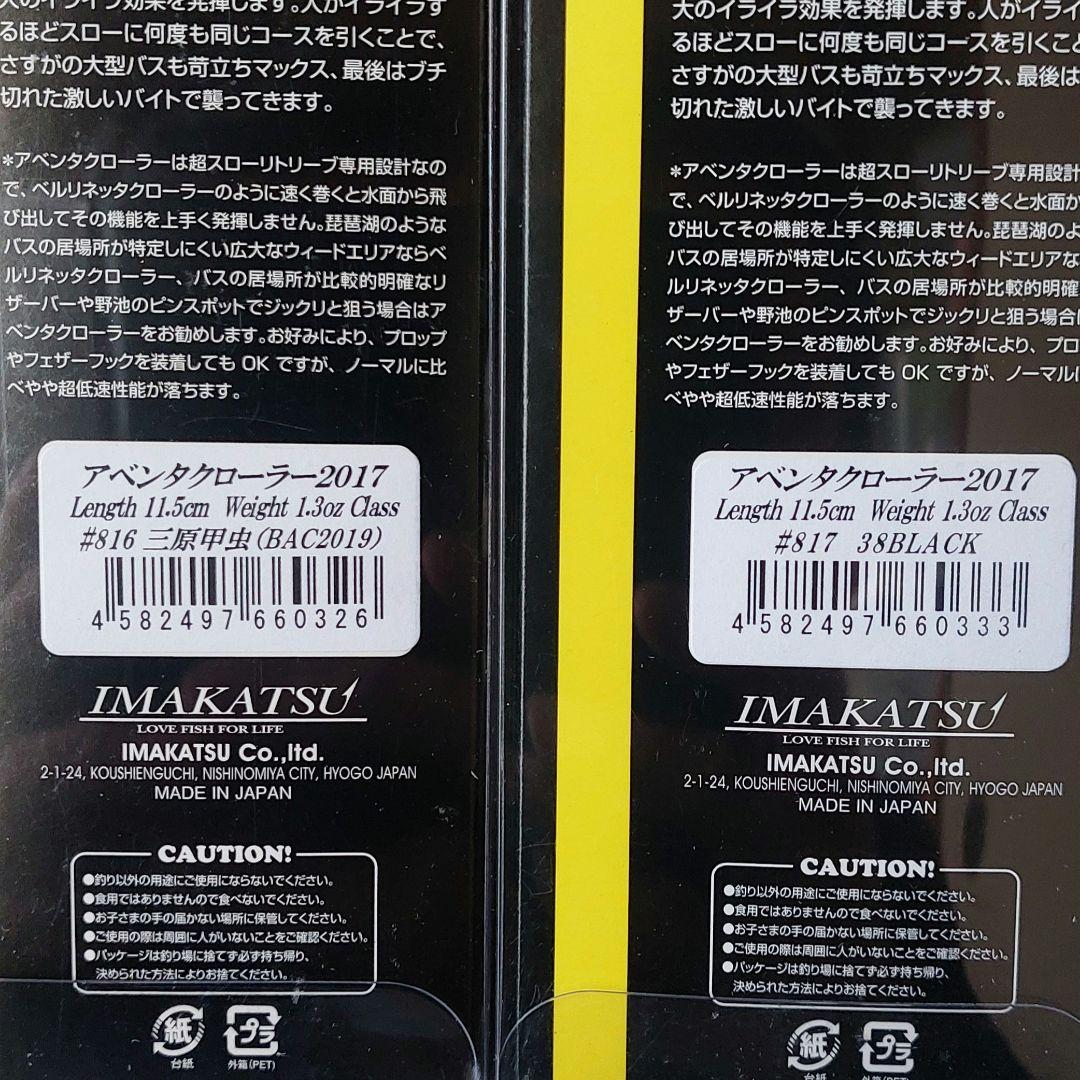 大のイライラ効果を発揮します。人がイライラす
るほどスローに何度も同じコースを引くことで、
さすがの大型バスも苛立ちマックス、最後はブチ
切れた激しいバイトで襲ってきます。
*アベンタクローラーは超スローリトリーブ専用設計なの
で、ベルリネッタクローラーのように速く巻くと水面から飛
び出してその機能を上手く発揮しません。琵琶湖のような
バスの居場所が特定しにくい広大なウィードエリアならベ
ルリネッタクローラー、バスの居場所が比較的明確なリ
ザーバーや野池のピンスポットでジックリと狙う場合はア
ベンタクローラーをお勧めします。お好みにより、プロップ
やフェザーフックを装着しても OK ですが、ノーマルに比
べやや超低速性能が落ちます。
アベンタクローラー2017
Length 11.5cm Weight 1.3oz Class
#816 三原甲虫(BAC2019)
4 582497 660326
IMAKATSU
LOVE FISH FOR LIFE
IMAKATSU Co.,ltd.
2-1-24, KOUSHIENGUCHI, NISHINOMIYA CITY, HYOGO JAPAN
MADE IN JAPAN
CAUTION!
●釣り以外の用途にご使用にならないでください。
●食用ではありませんので食べないでください。
●お子さまの手の届かない場所に保管してください。
●ご使用の際は周囲に人がいないことをご確認ください。
●パッケージは釣り場に捨てず必ず持ち帰り、
決められた方法によりお捨てください。
紙
台紙
プラ
外箱(PET)
大のイライラ効果を発揮します。人がイライ
るほどスローに何度も同じコースを引くこ
さすがの大型バスも苛立ちマックス、最後は
切れた激しいバイトで襲ってきます。
*アベンタクローラーは超スローリトリーブ専用設計
で、ベルリネッタクローラーのように速く巻くと水面か
び出してその機能を上手く発揮しません。琵琶湖のよ
バスの居場所が特定しにくい広大なウィードエリアな
ルリネッタクローラー、バスの居場所が比較的明確
ザーバーや野池のピンスポットでジックリと狙う場合は
ベンタクローラーをお勧めします。お好みにより、プロ
やフェザーフックを装着しても OK ですが、ノーマルに
べやや超低速性能が落ちます。
アベンタクローラー2017
Length 11.5cm Weight 1.3oz Class
#817 38BLACK
4 582497 660333
IMAKATSU
LOVE FISH FOR LIFE
IMAKATSU Co.,ltd.
2-1-24, KOUSHIENGUCHI, NISHINOMIYA CITY, HYOGO JAPAN
MADE IN JAPAN
CAUTION!
●釣り以外の用途にご使用にならないでください。
●食用ではありませんので食べないでください。
●お子さまの手の届かない場所に保管してください。
●ご使用の際は周囲に人がいないことをご確認ください。
●パッケージは釣り場に捨てず必ず持ち帰り、
決められた方法によりお捨てください。
紙
台紙
プラ
外箱(PET)